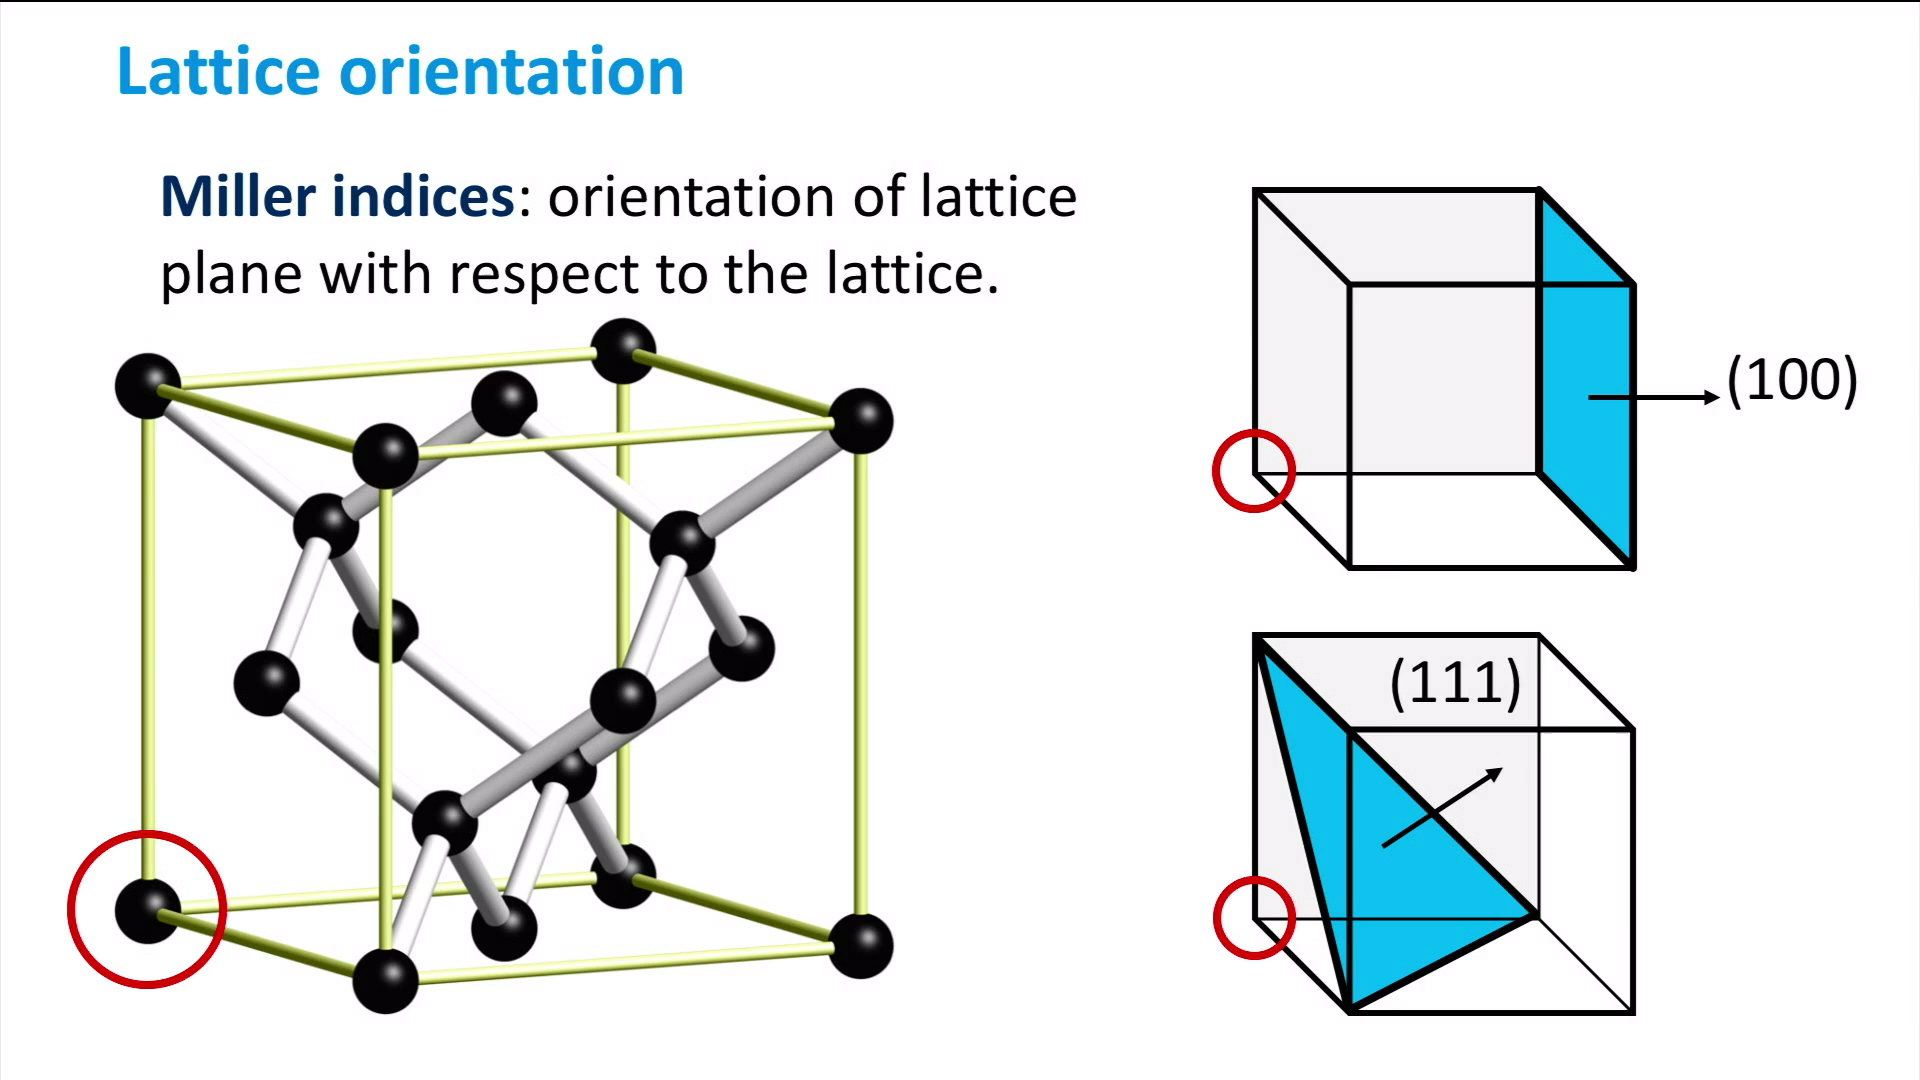 Lattice orientation
Miller indices: orientation of lattice
plane with respect to the lattice.
(100)
(111)